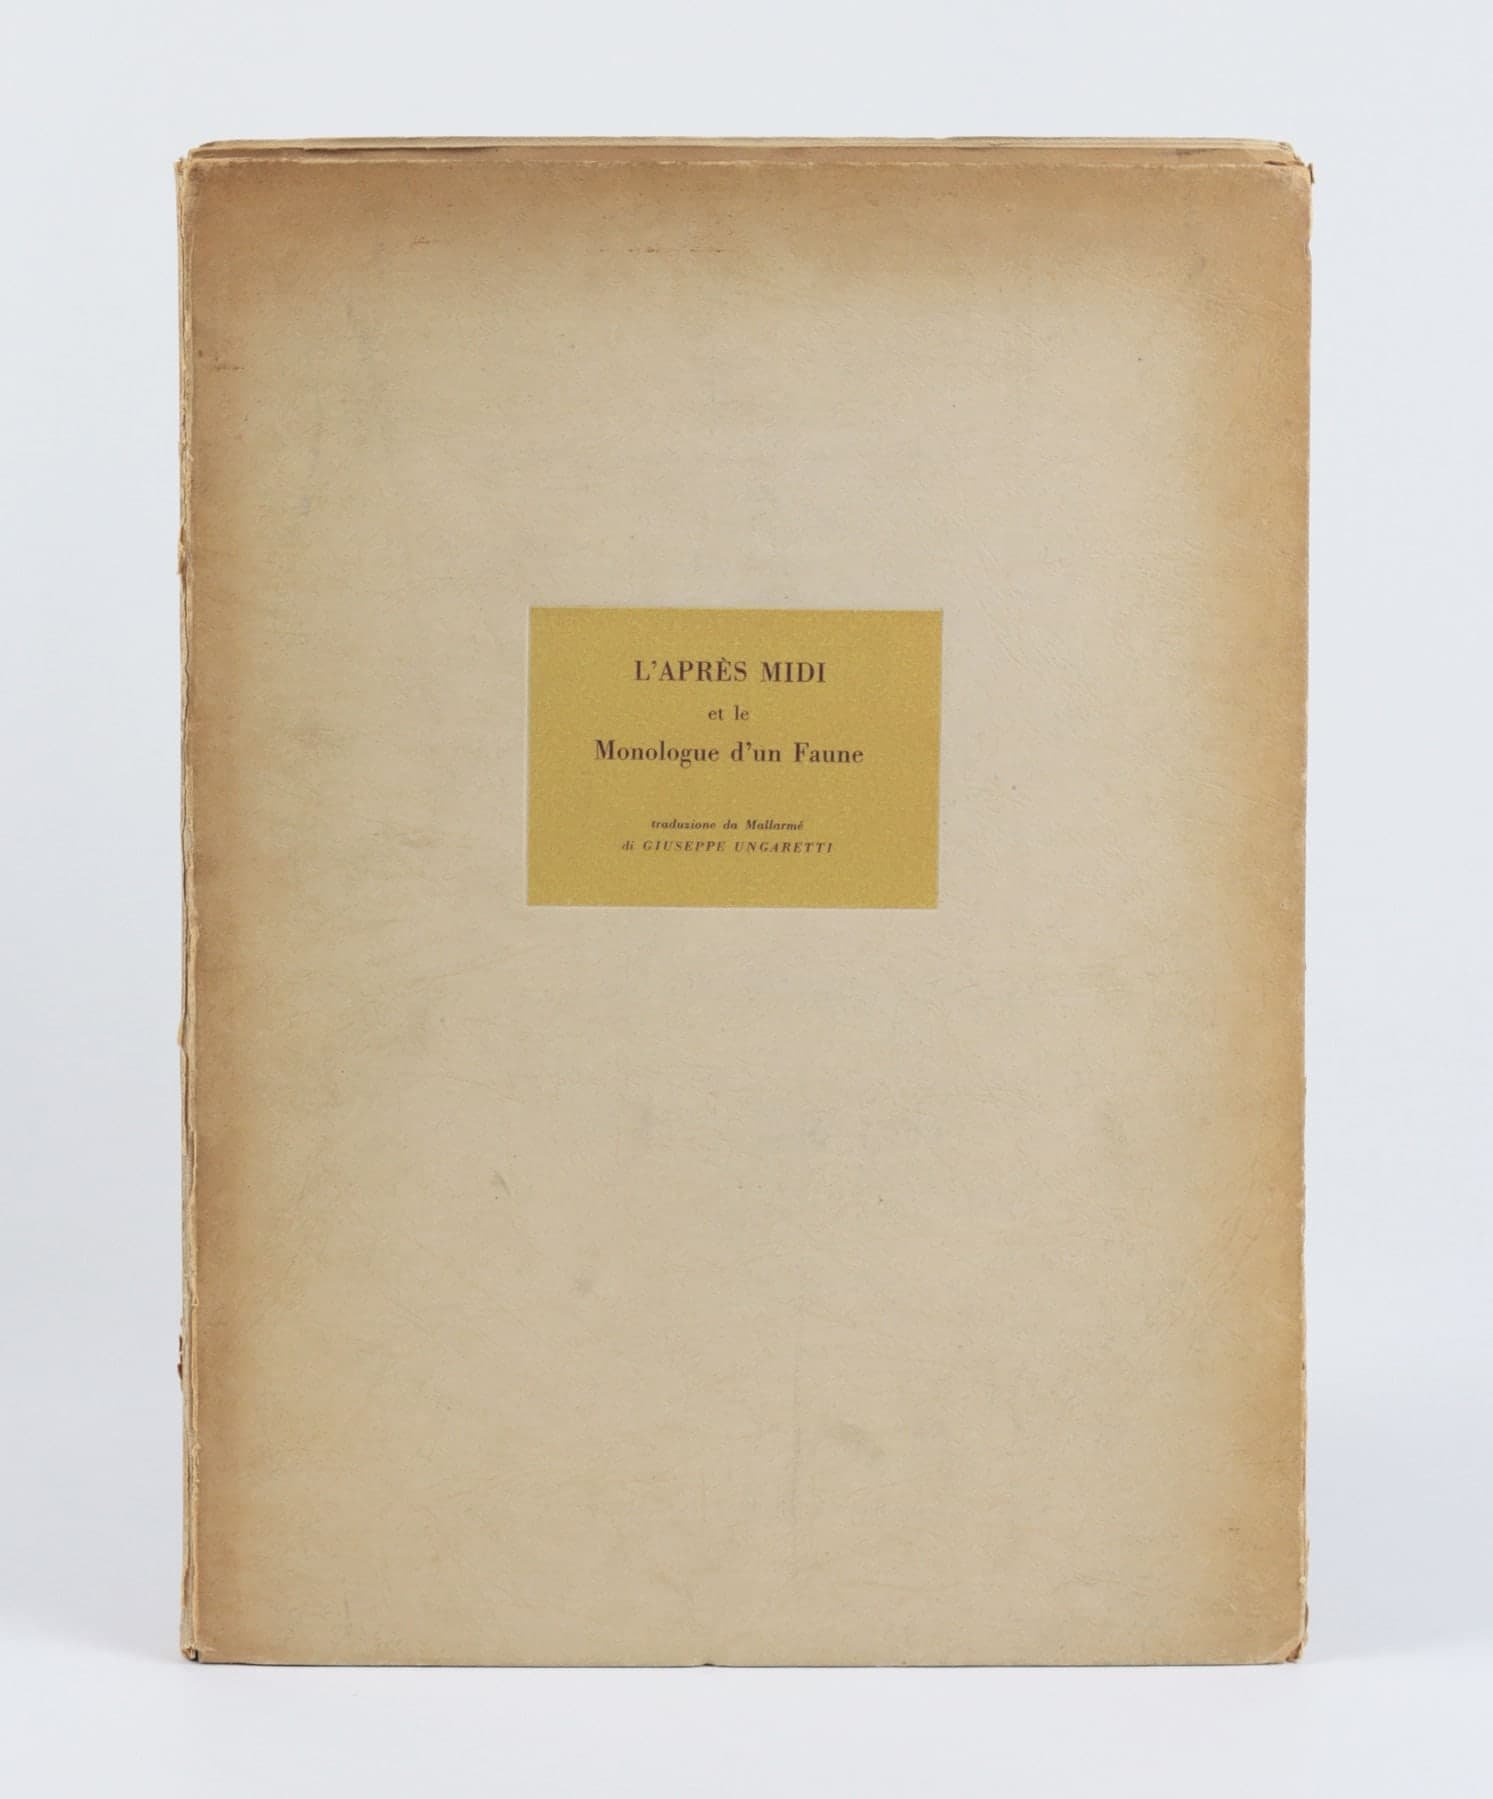 L'APRÈS MIDI
et le
Monologue d'un Faune
traduzione da Mallarmé
di GIUSEPPE UNGARETTI